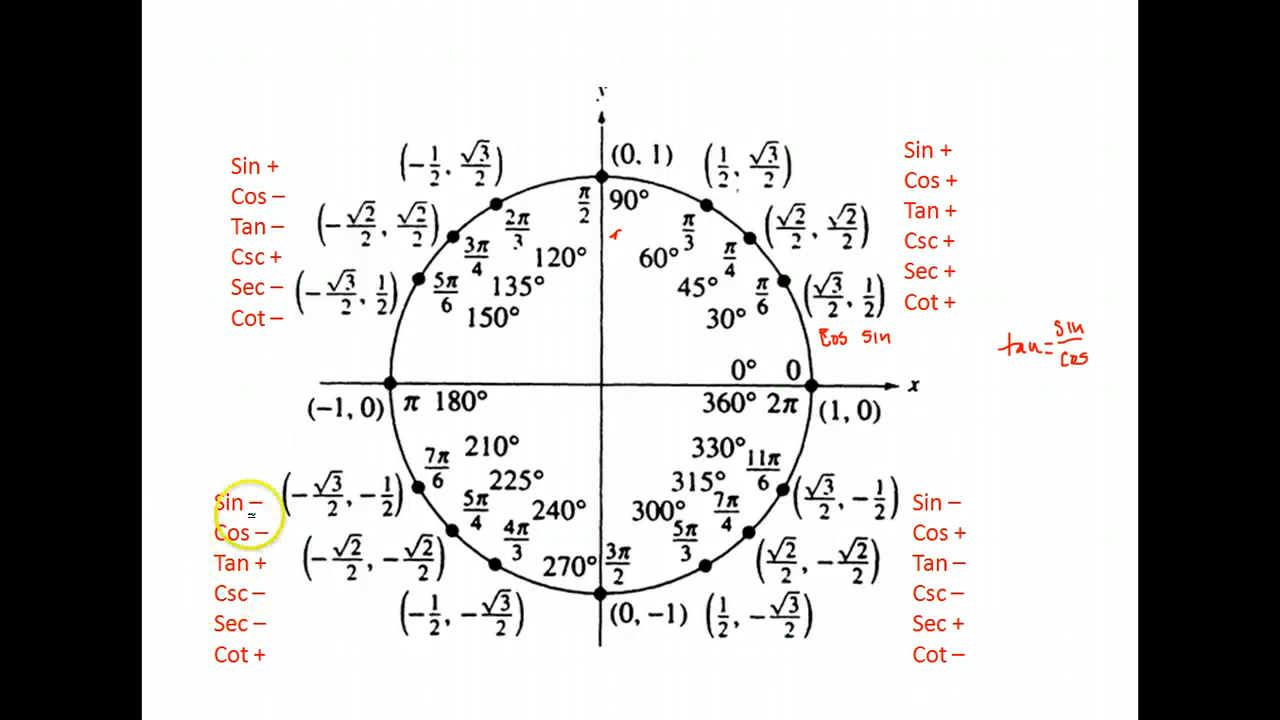 y
(0, 1)
90°
π/2
(1/2, √3/2)
π/3
60°
(√2/2, √2/2)
π/4
45°
(√3/2, 1/2)
π/6
30°
Cos sin
0° 0
x
360° 2π
(1, 0)
(−1/2, √3/2)
2π/3
120°
(−√2/2, √2/2)
3π/4
135°
(−√3/2, 1/2)
5π/6
150°
(−1, 0)
π 180°
210°
7π/6
(−√3/2, −1/2)
225°
5π/4
(−√2/2, −√2/2)
240°
4π/3
(−1/2, −√3/2)
270°
3π/2
(0, −1)
300°
5π/3
(1/2, −√3/2)
315°
7π/4
(√2/2, −√2/2)
330°
11π/6
(√3/2, −1/2)
Sin +
Cos –
Tan –
Csc +
Sec –
Cot –
Sin +
Cos +
Tan +
Csc +
Sec +
Cot +
tan = sin/cos
Sin –
Cos –
Tan +
Csc –
Sec –
Cot +
Sin –
Cos +
Tan –
Csc –
Sec +
Cot –